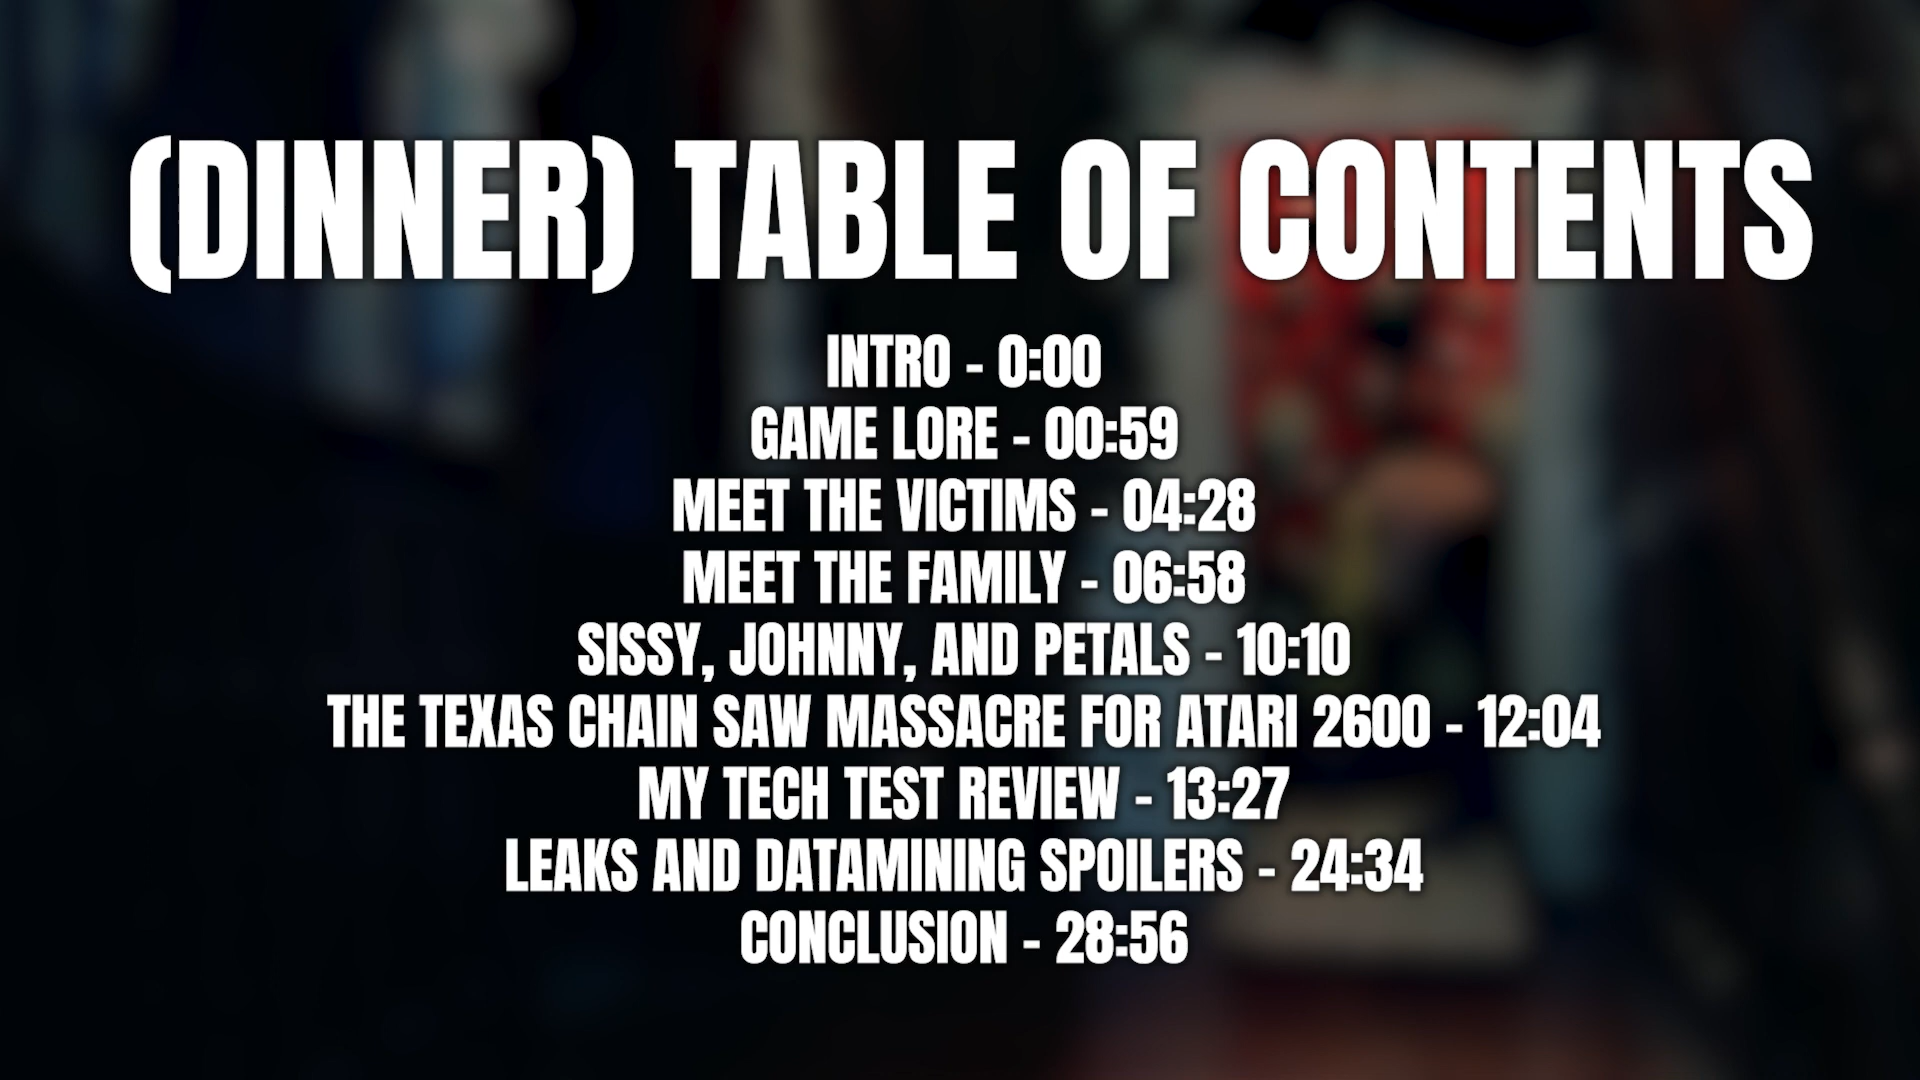 (DINNER) TABLE OF CONTENTS
INTRO - 0:00
GAME LORE - 00:59
MEET THE VICTIMS - 04:28
MEET THE FAMILY - 06:58
SISSY, JOHNNY, AND PETALS - 10:10
THE TEXAS CHAIN SAW MASSACRE FOR ATARI 2600 - 12:04
MY TECH TEST REVIEW - 13:27
LEAKS AND DATAMINING SPOILERS - 24:34
CONCLUSION - 28:56